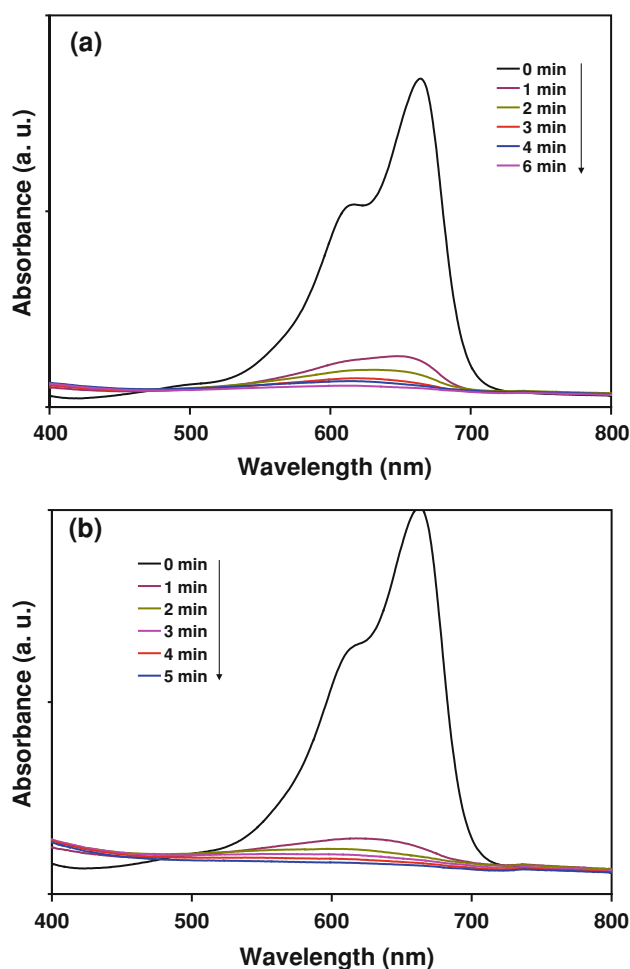 (a)
0 min
1 min
2 min
3 min
4 min
6 min
Absorbance (a. u.)
400 500 600 700 800
Wavelength (nm)
(b)
0 min
1 min
2 min
3 min
4 min
5 min
Absorbance (a. u.)
400 500 600 700 800
Wavelength (nm)